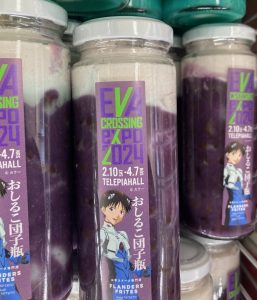 EVA
CROSSING
EXPO
2024
2.10㊏-4.7㊐
TELEPIAHALL
おしるこ団子瓶
FLANDERS
FRITES